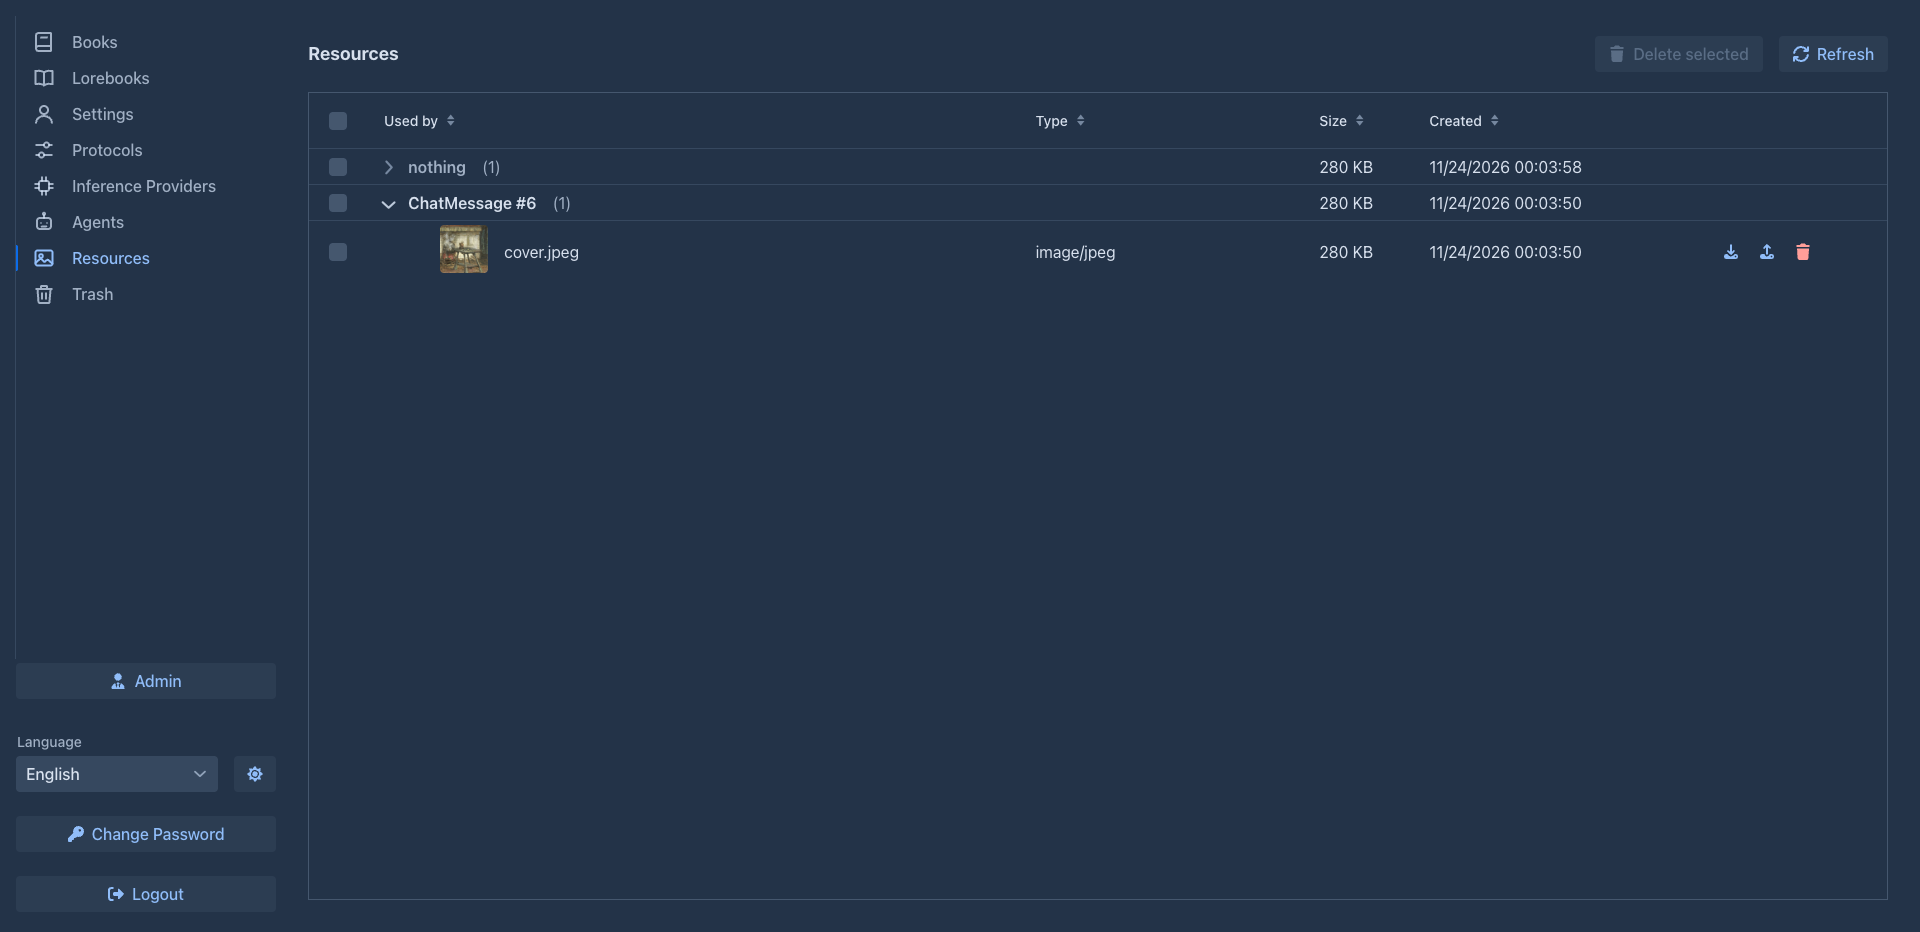 Books
Lorebooks
Settings
Protocols
Inference Providers
Agents
Resources
Trash
Admin
Language
English
Change Password
Logout
Resources
Delete selected
Refresh
Used by Type Size Created
nothing (1) 280 KB 11/24/2026 00:03:58
ChatMessage #6 (1) 280 KB 11/24/2026 00:03:50
cover.jpeg image/jpeg 280 KB 11/24/2026 00:03:50